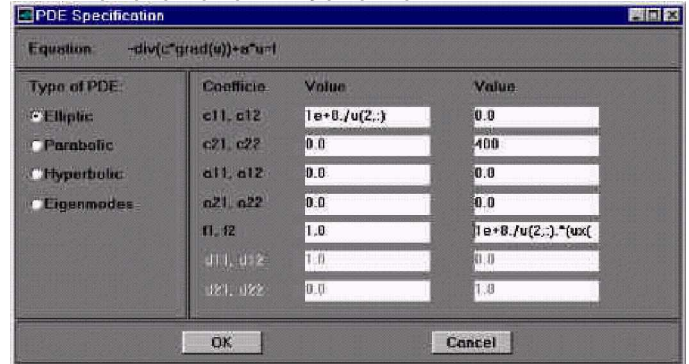 PDE Specification
Equation: -div(c*grad(u))+a*u=f
Type of PDE: Coefficie Value Value
Elliptic c11, c12 1e+8./u(2,:) 0.0
Parabolic c21, c22 0.0 400
Hyperbolic a11, a12 0.0 0.0
Eigenmodes a21, a22 0.0 0.0
f1, f2 1.0 1e+8./u(2,:).*(ux(
d11, d12 1.0 0.0
d21, d22 0.0 1.0
OK Cancel